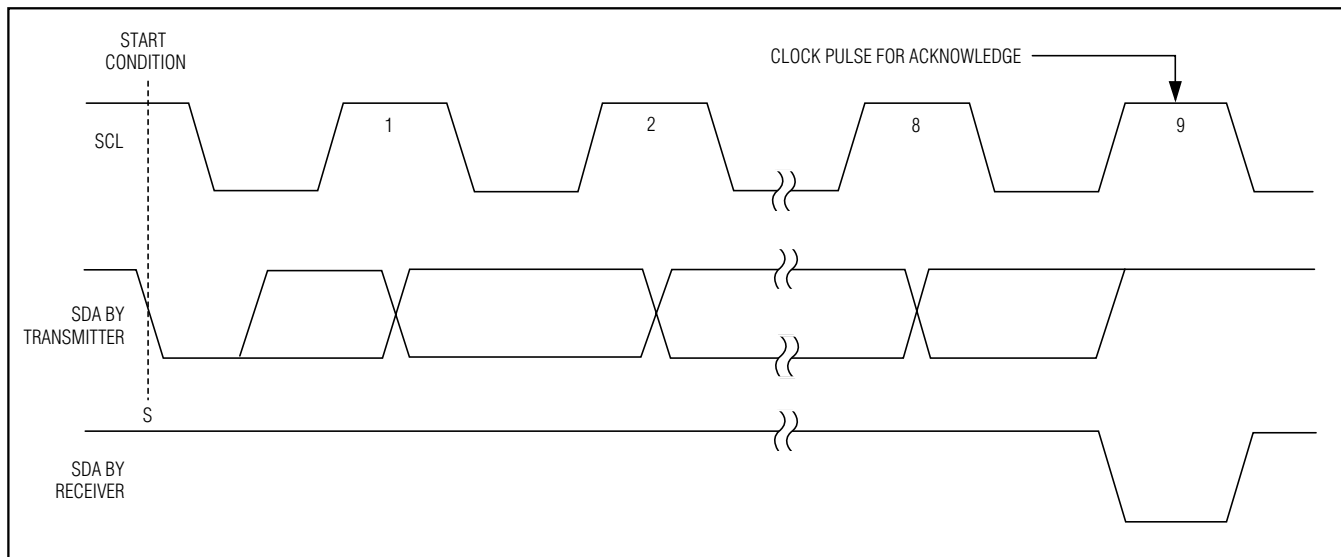 START
CONDITION
CLOCK PULSE FOR ACKNOWLEDGE
SCL
1
2
8
9
SDA BY
TRANSMITTER
S
SDA BY
RECEIVER